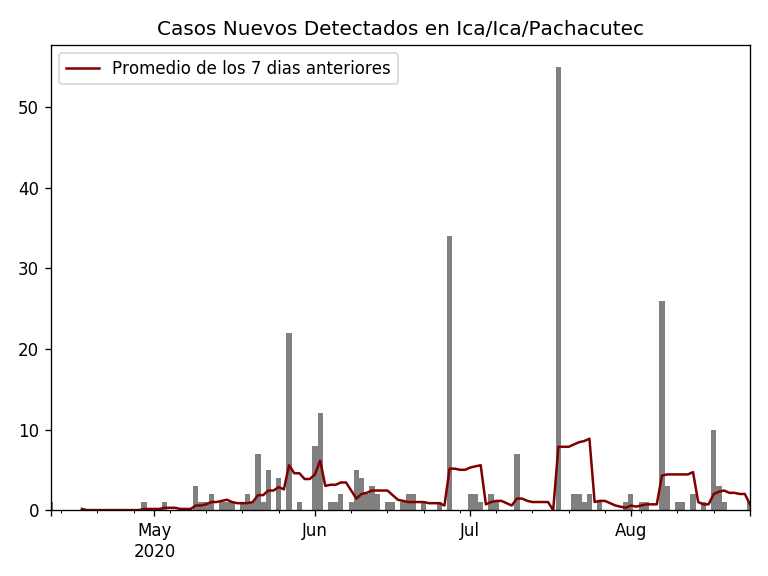 Casos Nuevos Detectados en Ica/Ica/Pachacutec
Promedio de los 7 dias anteriores
50
40
30
20
10
0
May Jun Jul Aug
2020